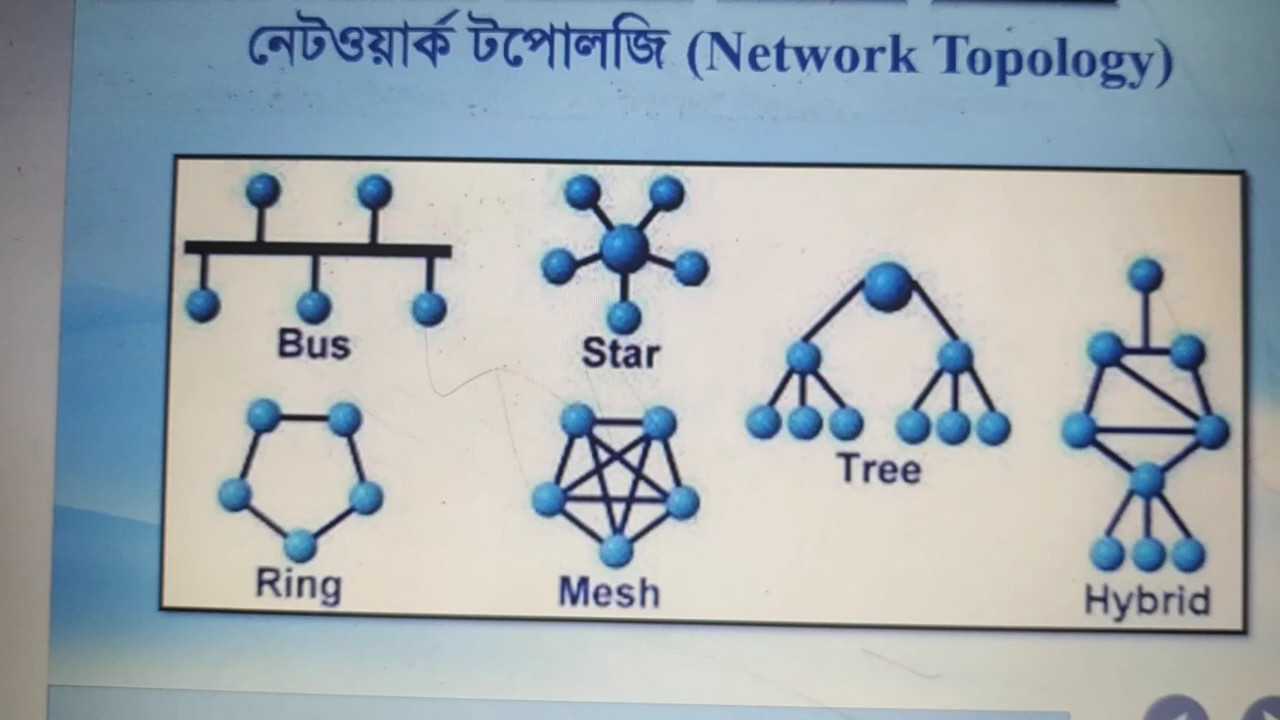 নেটওয়ার্ক টপোলজি (Network Topology)
Bus
Star
Tree
Ring
Mesh
Hybrid